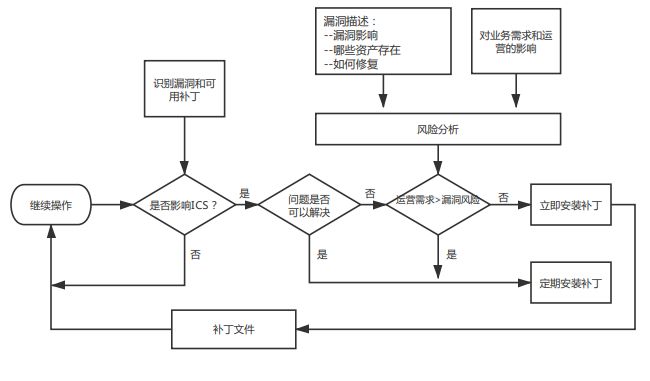 漏洞描述：
--漏洞影响
--哪些资产存在
--如何修复
对业务需求和运
营的影响
识别漏洞和可
用补丁
风险分析
继续操作
是否影响ICS？
是
问题是否
可以解决
否
运营需求>漏洞风险
否
立即安装补丁
否
是
是
定期安装补丁
补丁文件